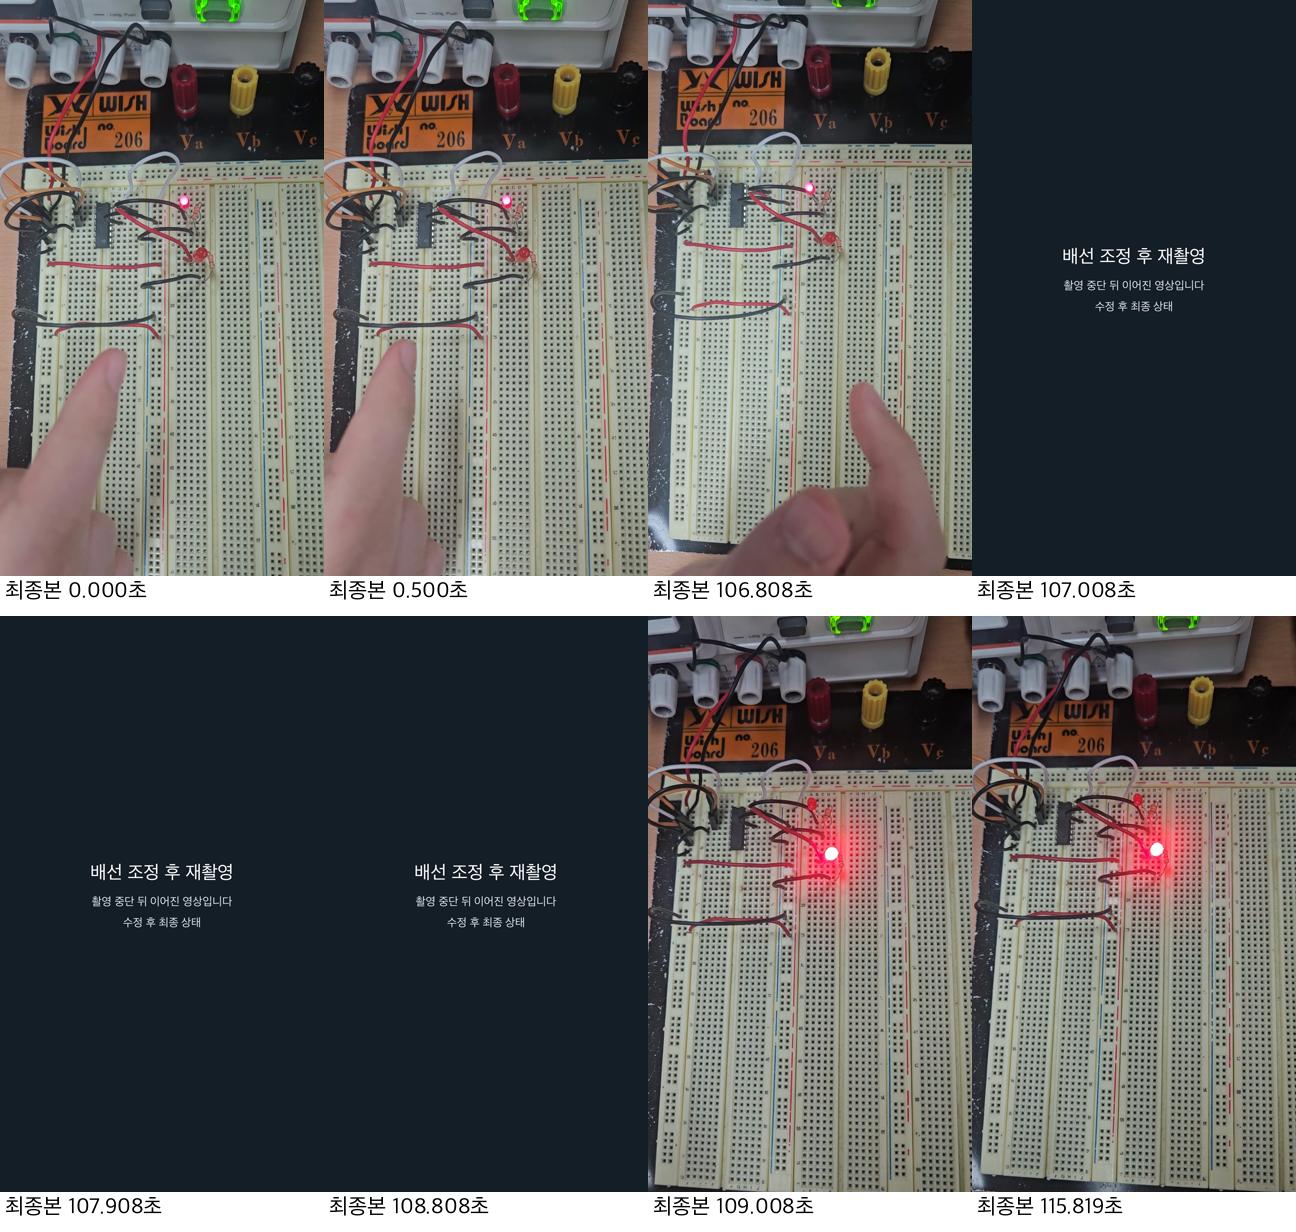 WISH
Wish Board
no. 206
Va Vb Vc
WISH
Wish Board
no. 206
Va Vb Vc
WISH
Wish Board
no. 206
Va Vb Vc
배선 조정 후 재촬영
촬영 중단 뒤 이어진 영상입니다
수정 후 최종 상태
최종본 0.000초
최종본 0.500초
최종본 106.808초
최종본 107.008초
배선 조정 후 재촬영
촬영 중단 뒤 이어진 영상입니다
수정 후 최종 상태
배선 조정 후 재촬영
촬영 중단 뒤 이어진 영상입니다
수정 후 최종 상태
WISH
Wish Board
no. 206
Va Vb Vc
WISH
Wish Board
no. 206
Va Vb Vc
최종본 107.908초
최종본 108.808초
최종본 109.008초
최종본 115.819초